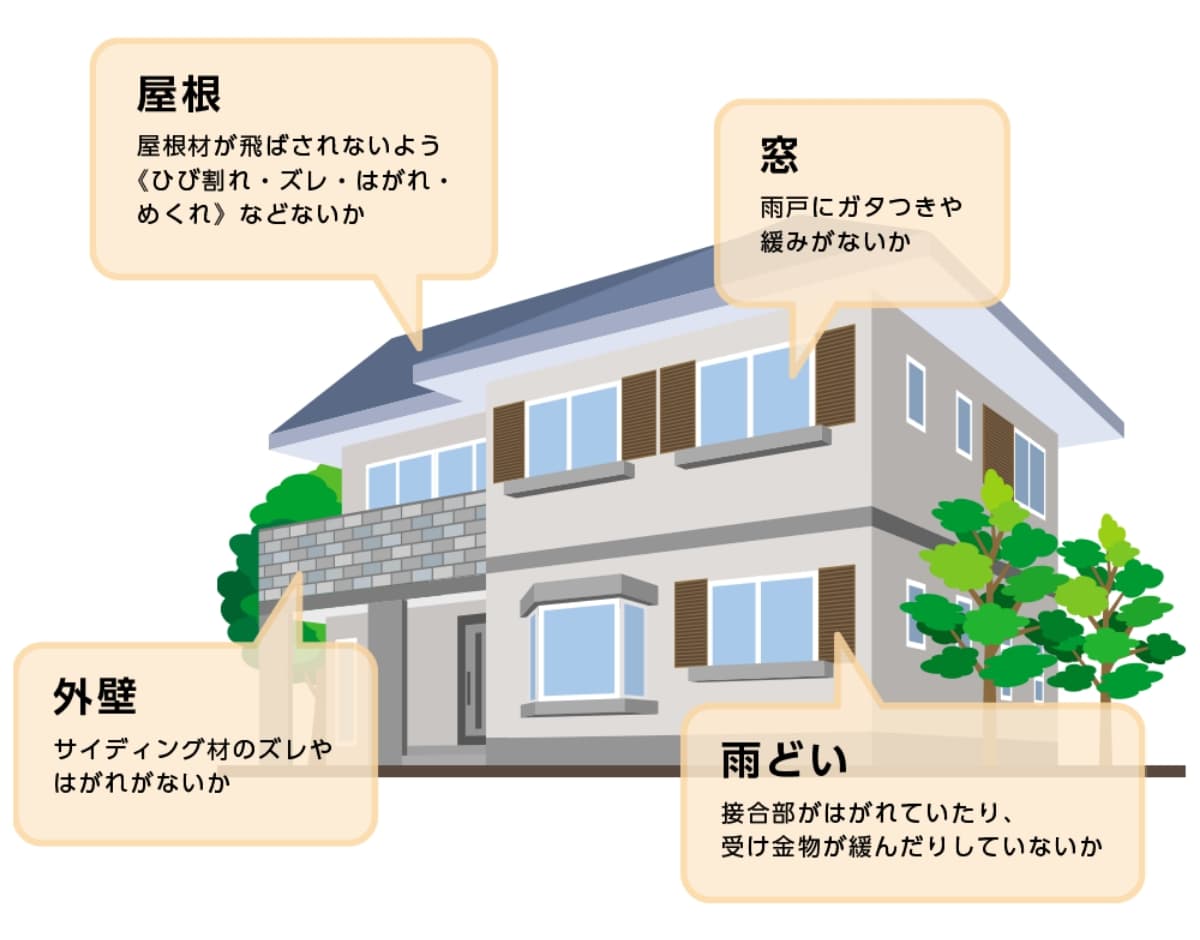 屋根
屋根材が飛ばされないよう
《ひび割れ・ズレ・はがれ・
めくれ》などないか
窓
雨戸にガタつきや
緩みがないか
外壁
サイディング材のズレや
はがれがないか
雨どい
接合部がはがれていたり、
受け金物が緩んだりしていないか